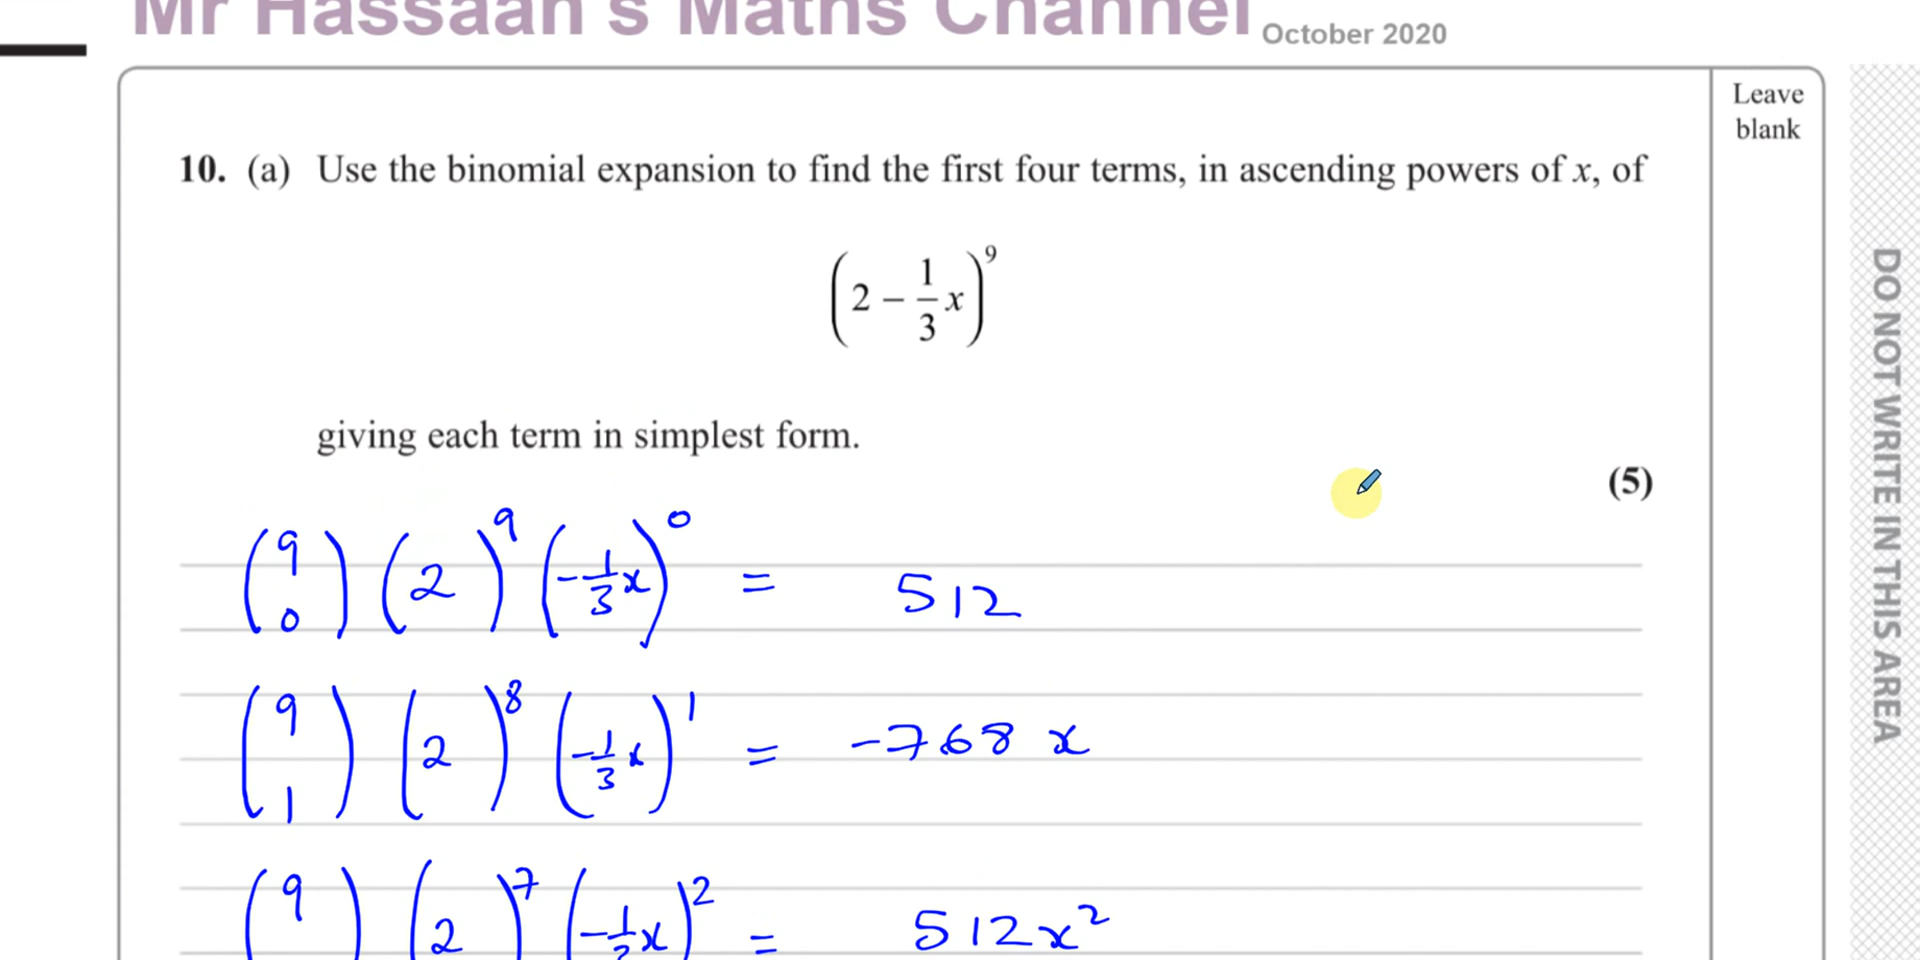 Mr Hassaan's Maths Channel October 2020
Leave
blank
10. (a) Use the binomial expansion to find the first four terms, in ascending powers of x, of
(2 − 1/3 x)^9
giving each term in simplest form.
(5)
(9 0) (2)^9 (−1/3 x)^0 = 512
(9 1) (2)^8 (−1/3 x)^1 = −768 x
(9 (2)^7 (−1/3 x)^2 = 512x^2
DO NOT WRITE IN THIS AREA